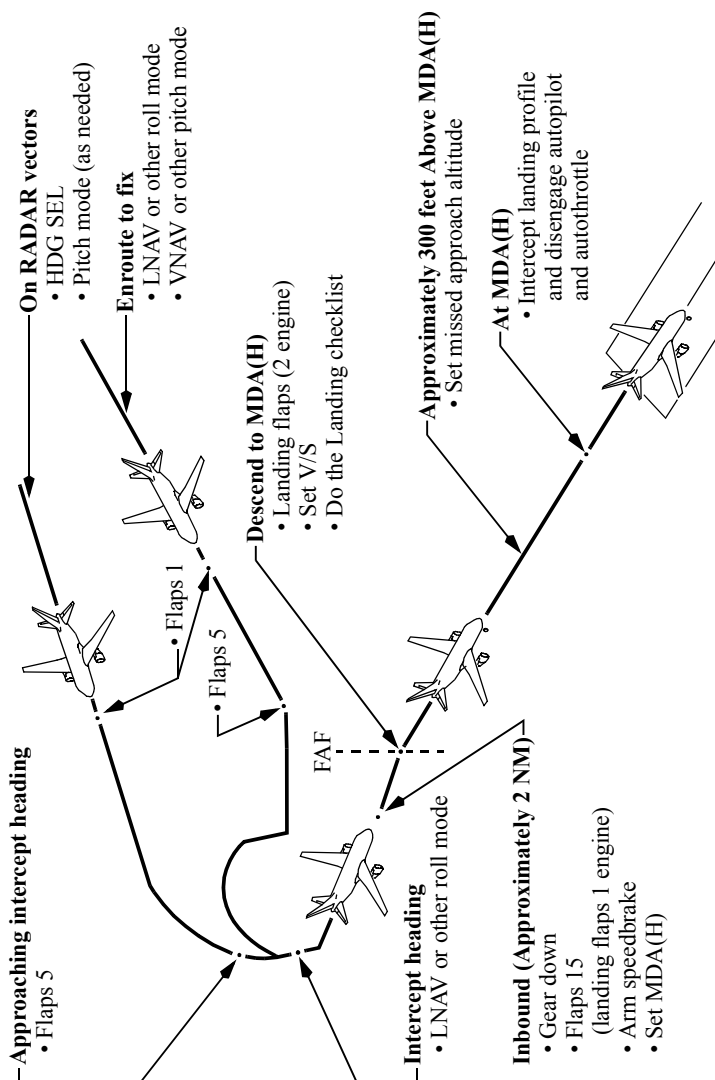 On RADAR vectors
• HDG SEL
• Pitch mode (as needed)
Enroute to fix
• LNAV or other roll mode
• VNAV or other pitch mode
Approaching intercept heading
• Flaps 5
• Flaps 1
• Flaps 5
Descend to MDA(H)
• Landing flaps (2 engine)
• Set V/S
• Do the Landing checklist
FAF
Intercept heading
• LNAV or other roll mode
Approximately 300 feet Above MDA(H)
• Set missed approach altitude
At MDA(H)
• Intercept landing profile
and disengage autopilot
and autothrottle
Inbound (Approximately 2 NM)
• Gear down
• Flaps 15
(landing flaps 1 engine)
• Arm speedbrake
• Set MDA(H)